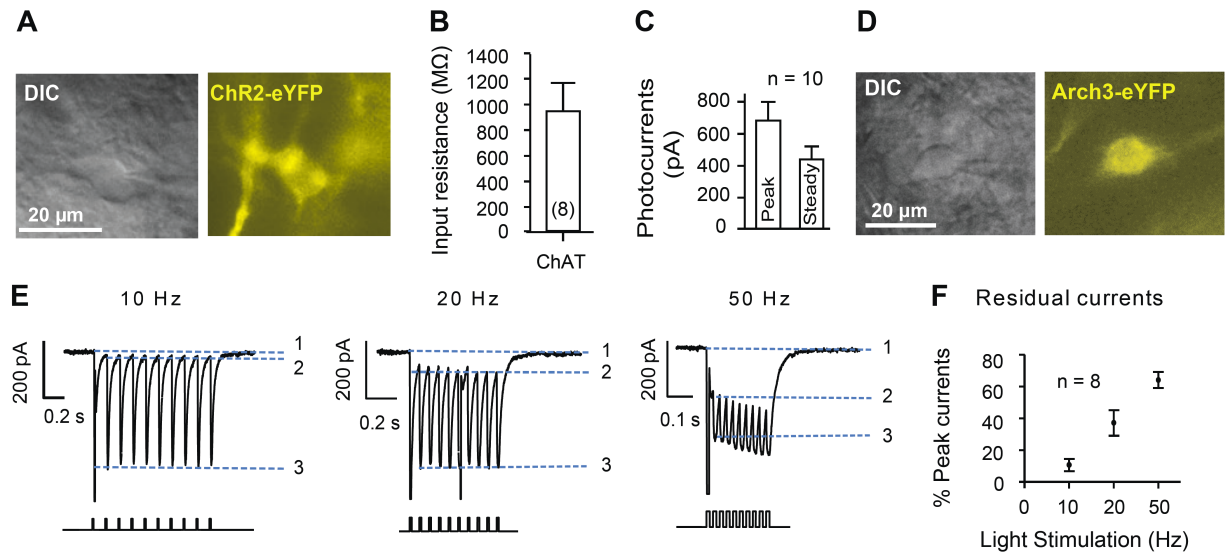 A
DIC
20 µm
ChR2-eYFP
B
Input resistance (MΩ)
1400
1200
1000
800
600
400
200
0
(8)
ChAT
C
n = 10
Photocurrents
(pA)
800
600
400
200
0
Peak
Steady
D
DIC
20 µm
Arch3-eYFP
E
10 Hz
200 pA
0.2 s
1
2
3
20 Hz
200 pA
0.2 s
1
2
3
50 Hz
200 pA
0.1 s
1
2
3
F
Residual currents
% Peak currents
80
60
40
20
0
n = 8
0 10 20 50
Light Stimulation (Hz)